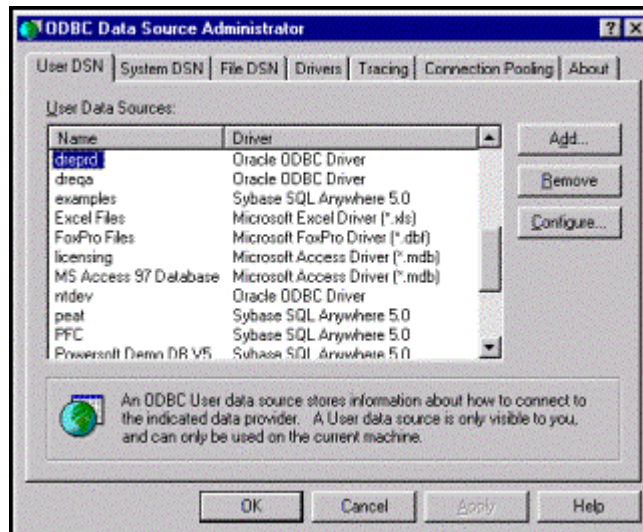 ODBC Data Source Administrator
User DSN System DSN File DSN Drivers Tracing Connection Pooling About
User Data Sources:
Name Driver
dreprd Oracle ODBC Driver
dreqa Oracle ODBC Driver
examples Sybase SQL Anywhere 5.0
Excel Files Microsoft Excel Driver (*.xls)
FoxPro Files Microsoft FoxPro Driver (*.dbf)
licensing Microsoft Access Driver (*.mdb)
MS Access 97 Database Microsoft Access Driver (*.mdb)
ntdev Oracle ODBC Driver
peat Sybase SQL Anywhere 5.0
PFC Sybase SQL Anywhere 5.0
Powersoft Demo DB V5 Sybase SQL Anywhere 5.0
Add...
Remove
Configure...
An ODBC User data source stores information about how to connect to
the indicated data provider. A User data source is only visible to you,
and can only be used on the current machine.
OK Cancel Apply Help